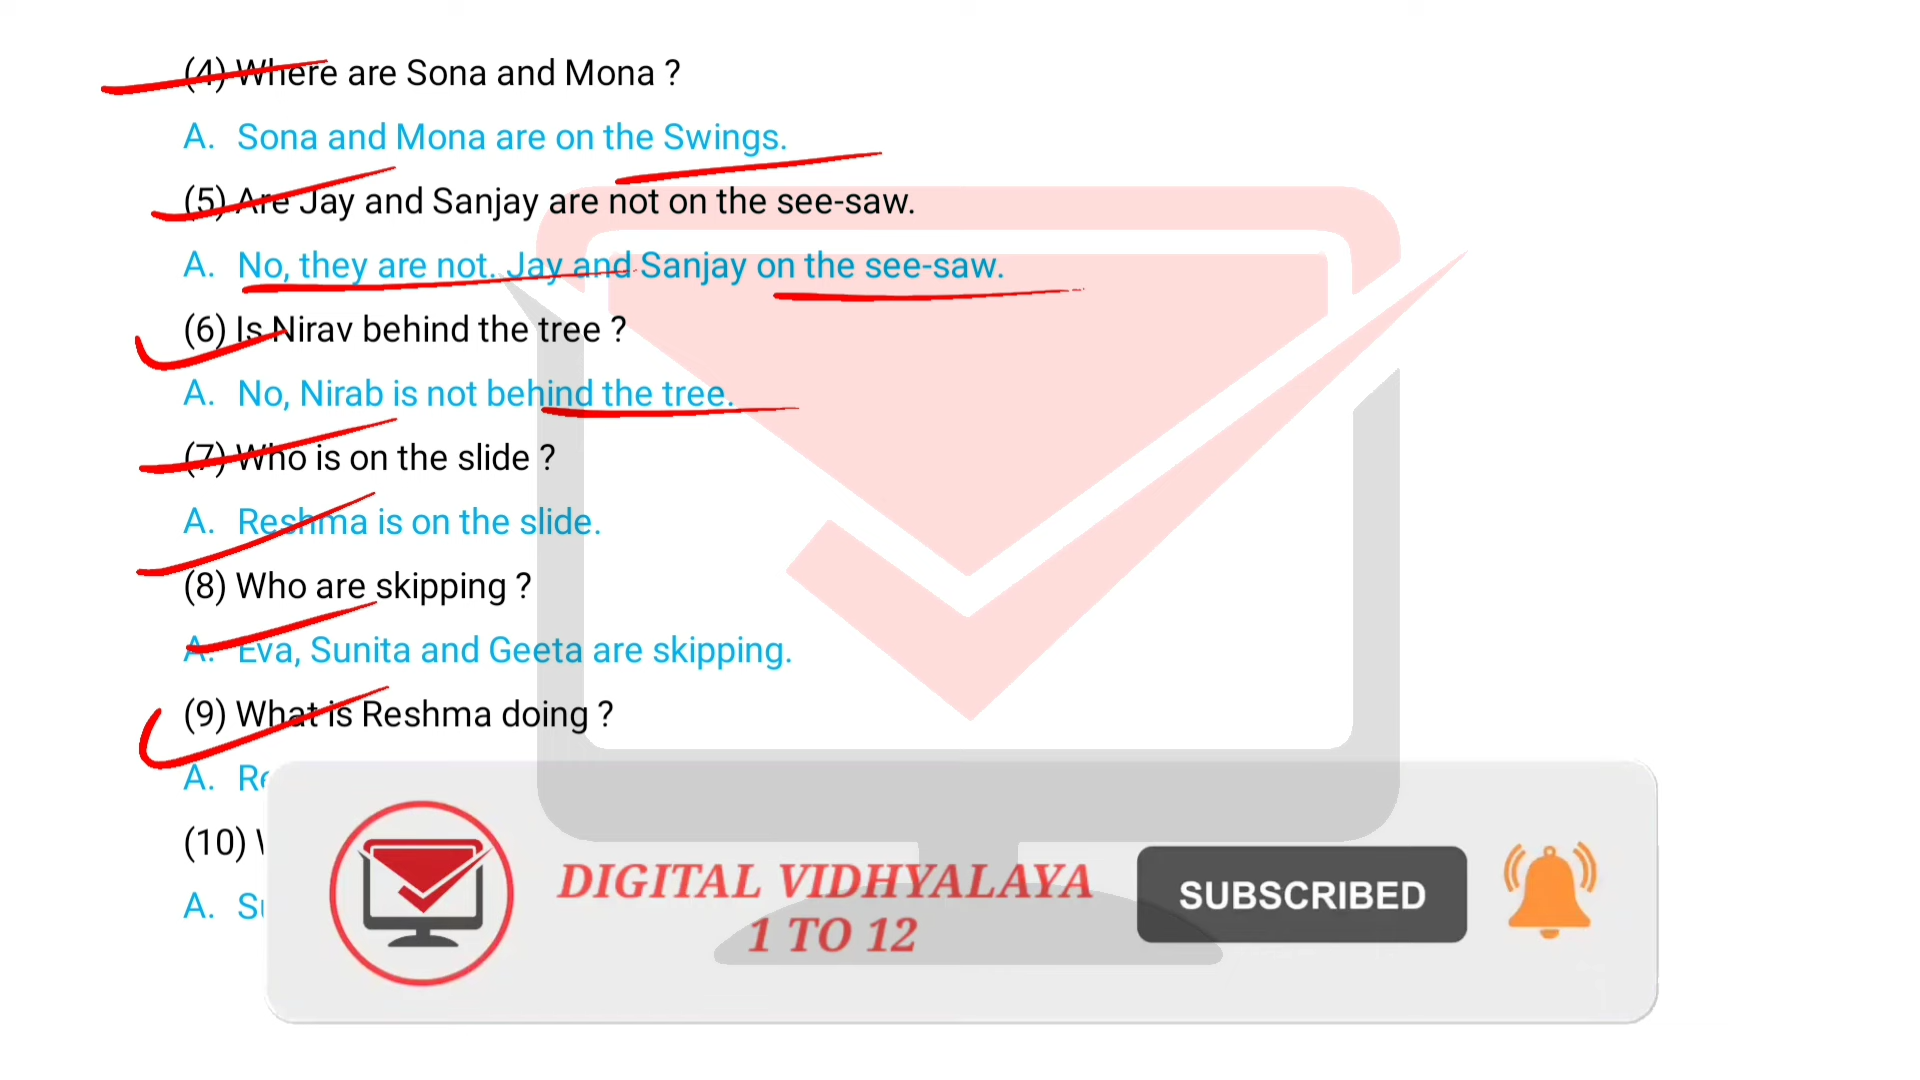 (4) Where are Sona and Mona ?
A. Sona and Mona are on the Swings.
(5) Are Jay and Sanjay are not on the see-saw.
A. No, they are not. Jay and Sanjay on the see-saw.
(6) Is Nirav behind the tree ?
A. No, Nirab is not behind the tree.
(7) Who is on the slide ?
A. Reshma is on the slide.
(8) Who are skipping ?
A. Eva, Sunita and Geeta are skipping.
(9) What is Reshma doing ?
A.
(10)
A.
DIGITAL VIDHYALAYA
1 TO 12
SUBSCRIBED